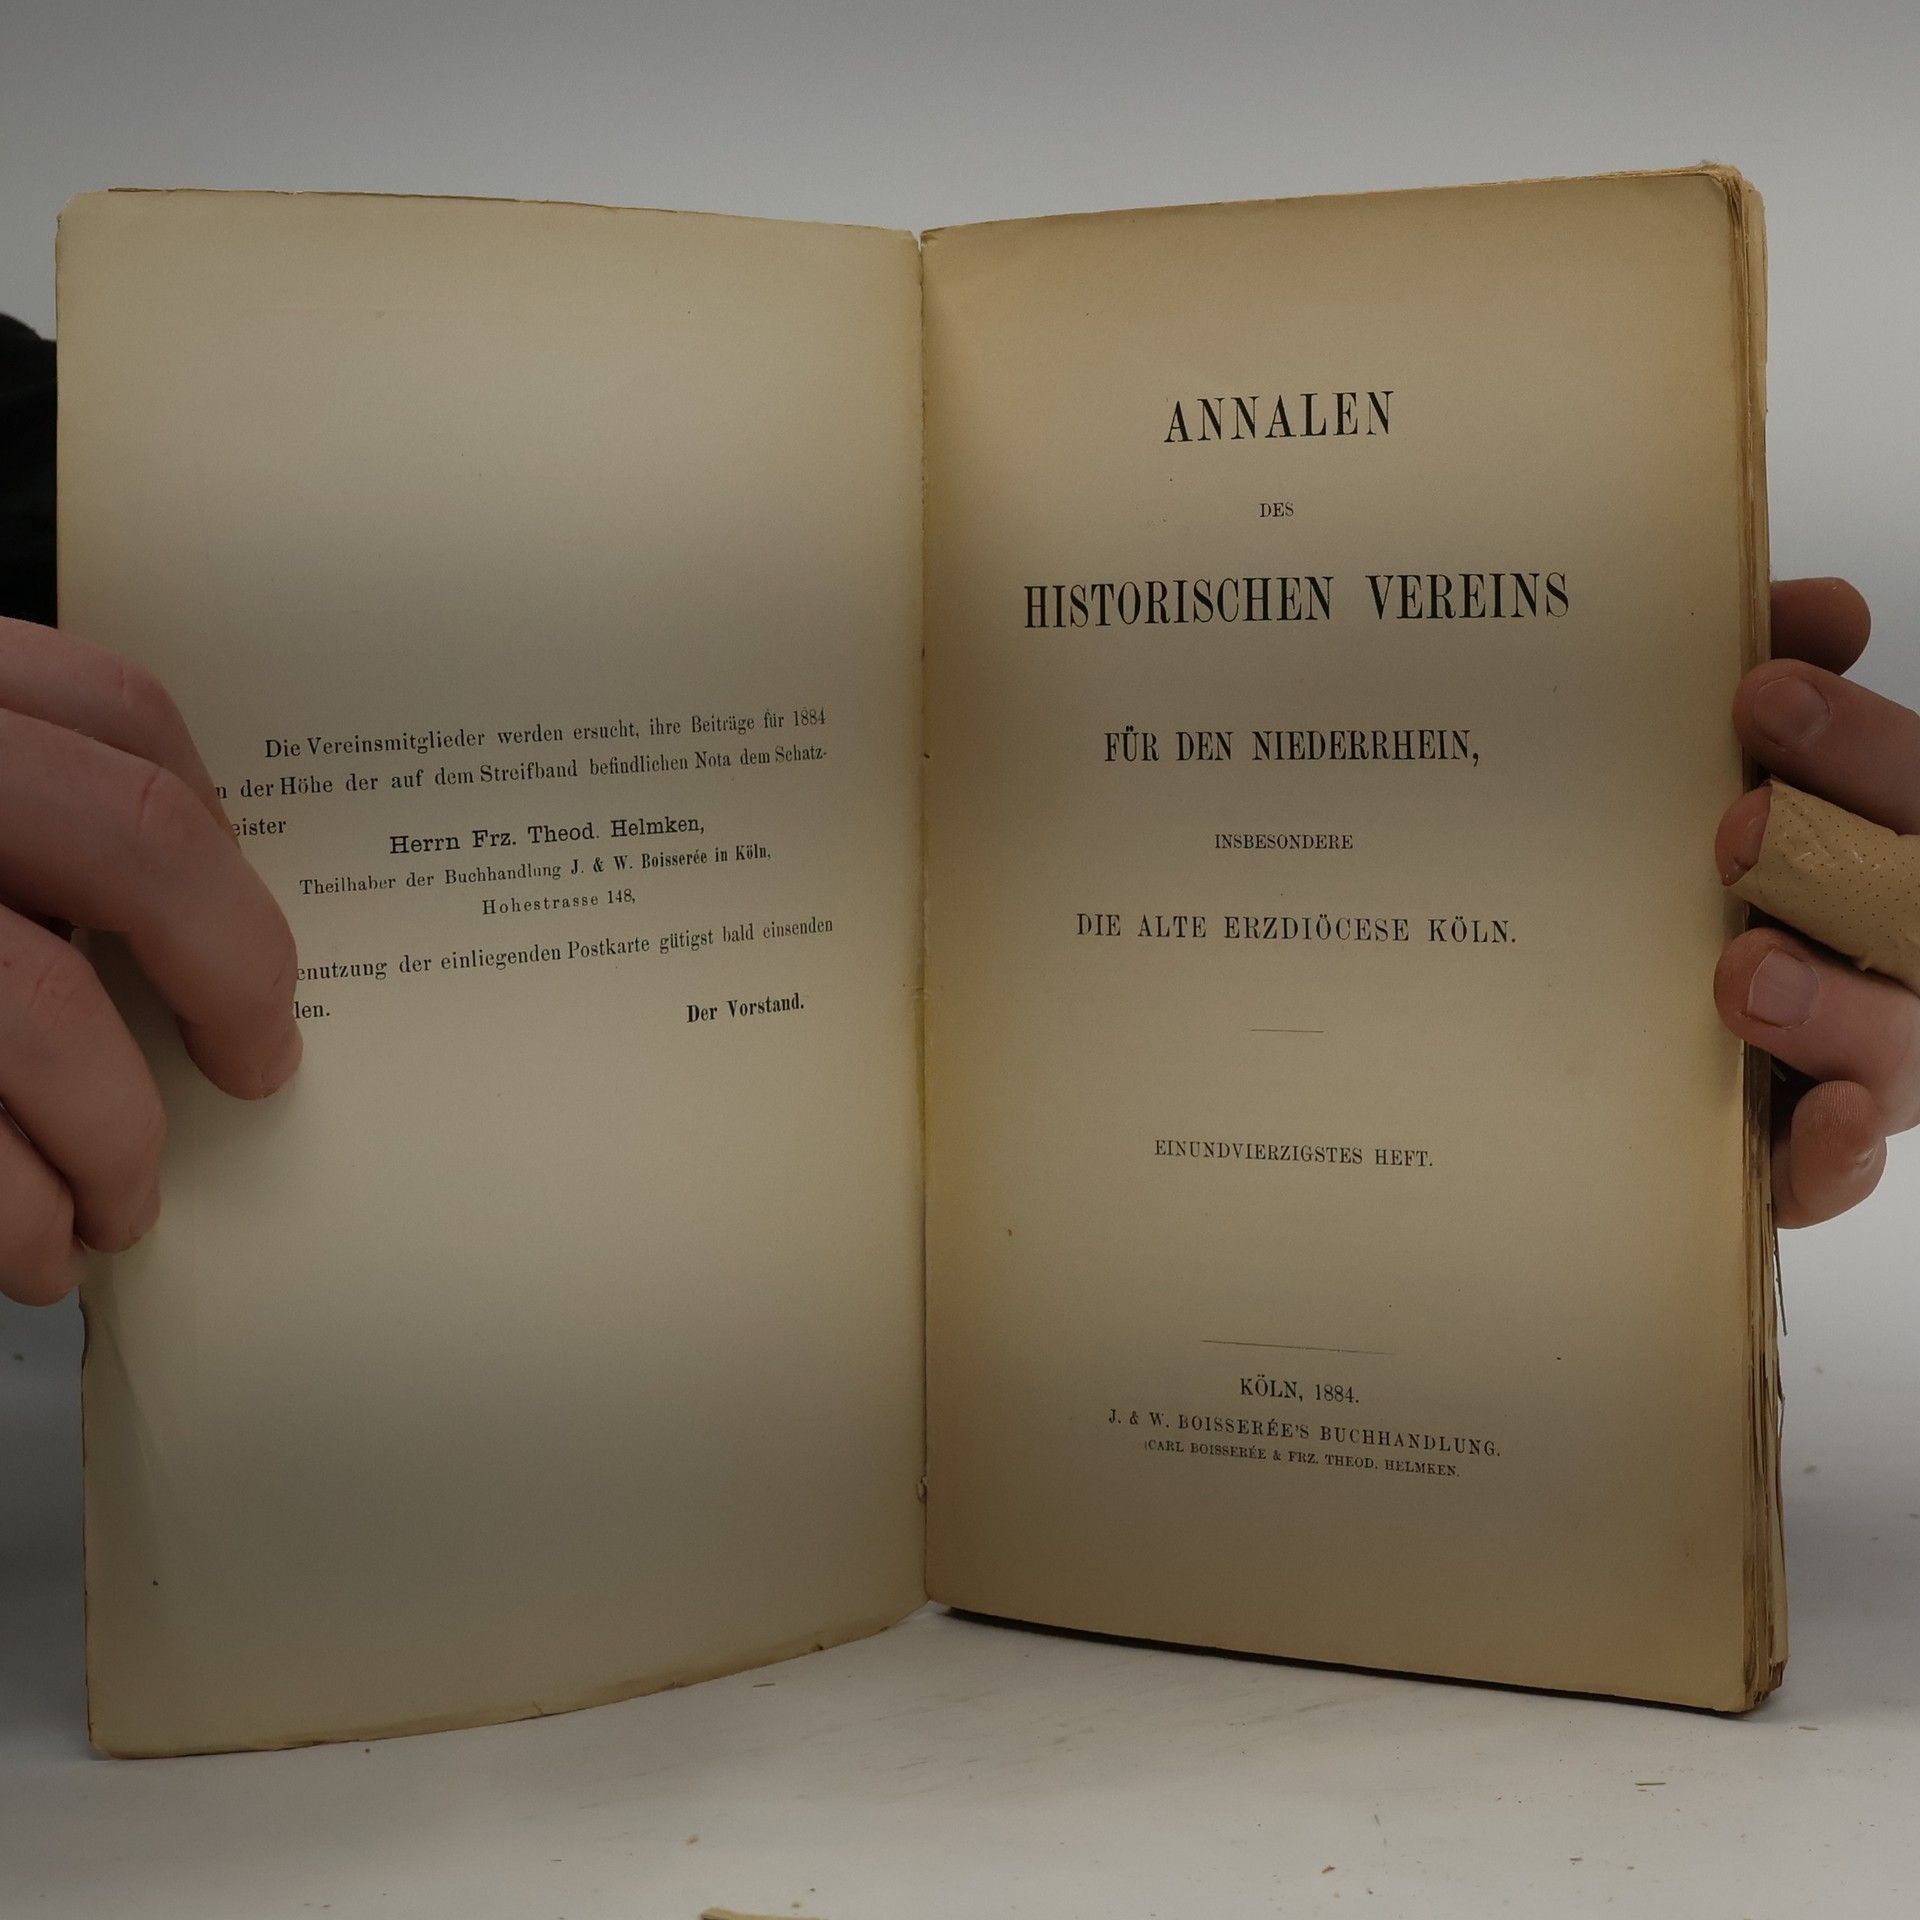 Die Vereinsmitglieder werden ersucht, ihre Beiträge für 1884
n der Höhe der auf dem Streifband befindlichen Nota dem Schatz-
eister
Herrn Frz. Theod. Helmken,
Theilhaber der Buchhandlung J. & W. Boisserée in Köln,
Hohestrasse 148,
enutzung der einliegenden Postkarte gütigst bald einsenden
len.
Der Vorstand.
ANNALEN
DES
HISTORISCHEN VEREINS
FÜR DEN NIEDERRHEIN,
INSBESONDERE
DIE ALTE ERZDIÖCESE KÖLN.
EINUNDVIERZIGSTES HEFT.
KÖLN, 1884.
J. & W. BOISSERÉE'S BUCHHANDLUNG.
(CARL BOISSERÉE & FRZ. THEOD. HELMKEN.